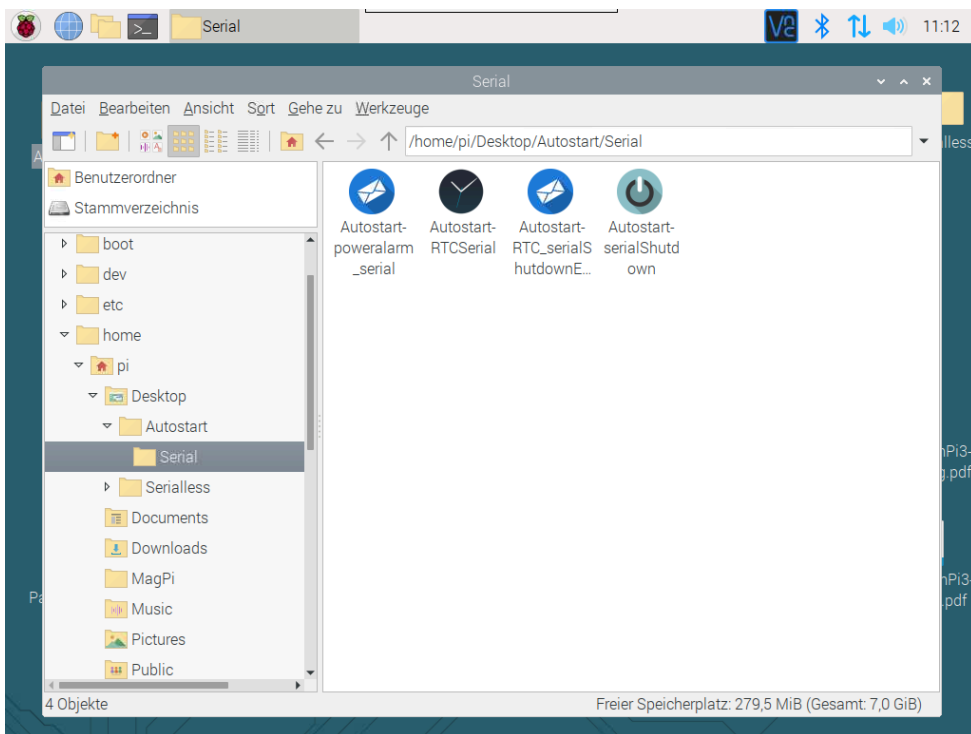 Serial
11:12
Serial
Datei Bearbeiten Ansicht Sort Gehe zu Werkzeuge
/home/pi/Desktop/Autostart/Serial
Benutzerordner
Stammverzeichnis
boot
dev
etc
home
pi
Desktop
Autostart
Serial
Serialless
Documents
Downloads
MagPi
Music
Pictures
Public
Autostart-
poweralarm
_serial
Autostart-
RTCSerial
Autostart-
RTC_serialS
hutdownE...
Autostart-
serialShutd
own
4 Objekte
Freier Speicherplatz: 279,5 MiB (Gesamt: 7,0 GiB)